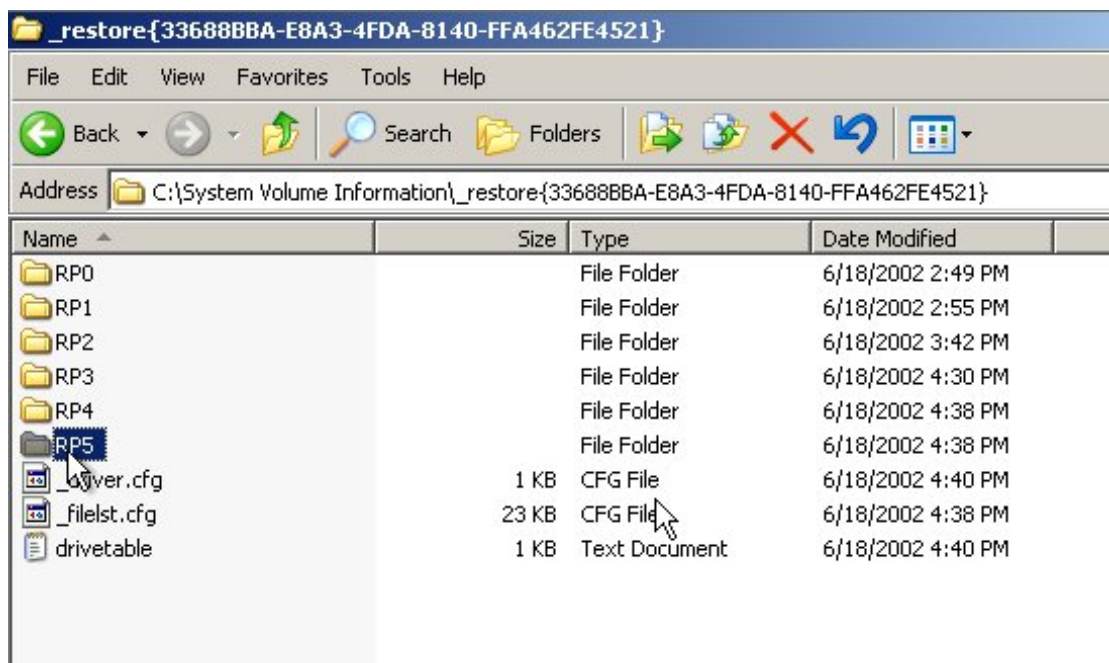 _restore{33688BBA-E8A3-4FDA-8140-FFA462FE4521}
File Edit View Favorites Tools Help
Back Search Folders
Address C:\System Volume Information\_restore{33688BBA-E8A3-4FDA-8140-FFA462FE4521}
Name Size Type Date Modified
RP0 File Folder 6/18/2002 2:49 PM
RP1 File Folder 6/18/2002 2:55 PM
RP2 File Folder 6/18/2002 3:42 PM
RP3 File Folder 6/18/2002 4:30 PM
RP4 File Folder 6/18/2002 4:38 PM
RP5 File Folder 6/18/2002 4:38 PM
1 KB CFG File 6/18/2002 4:40 PM
_filelst.cfg 23 KB CFG File 6/18/2002 4:38 PM
drivetable 1 KB Text Document 6/18/2002 4:40 PM